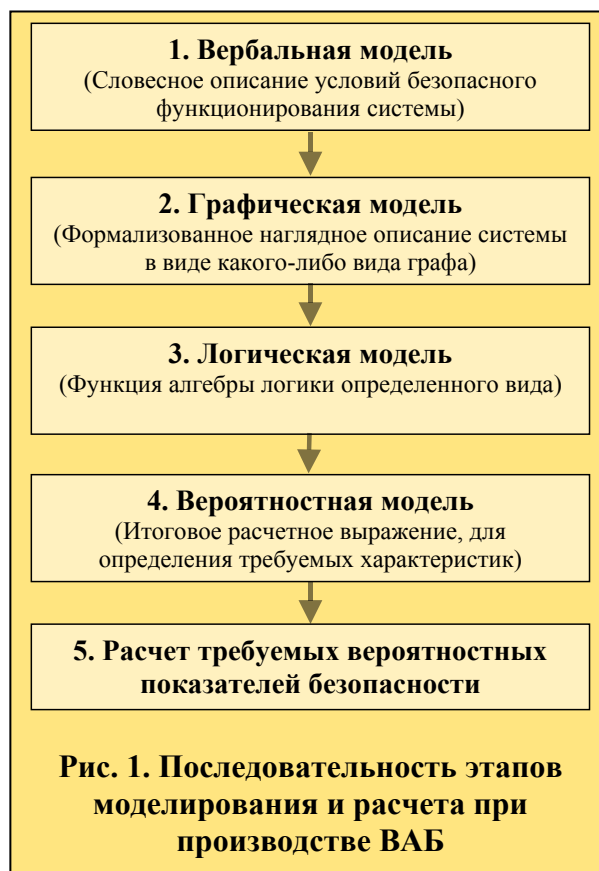 1. Вербальная модель
(Словесное описание условий безопасного
функционирования системы)
2. Графическая модель
(Формализованное наглядное описание системы
в виде какого-либо вида графа)
3. Логическая модель
(Функция алгебры логики определенного вида)
4. Вероятностная модель
(Итоговое расчетное выражение, для
определения требуемых характеристик)
5. Расчет требуемых вероятностных
показателей безопасности
Рис. 1. Последовательность этапов
моделирования и расчета при
производстве ВАБ